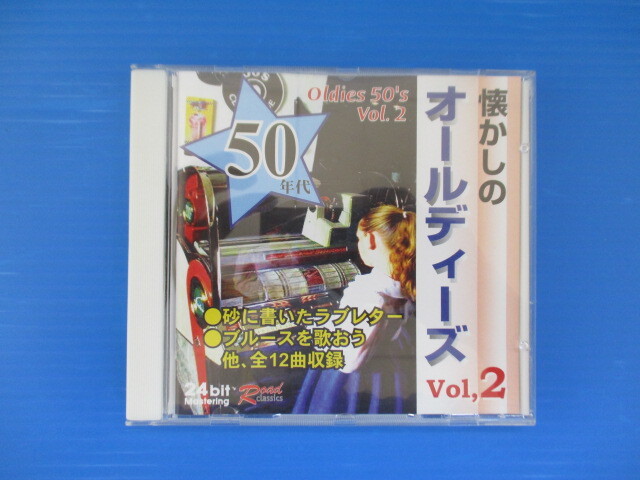 懐かしの
オールディーズ
Vol,2
Oldies 50's
Vol. 2
50
年代
●砂に書いたラブレター
●ブルースを歌おう
他、全12曲収録
24bit
Mastering
Road
classics